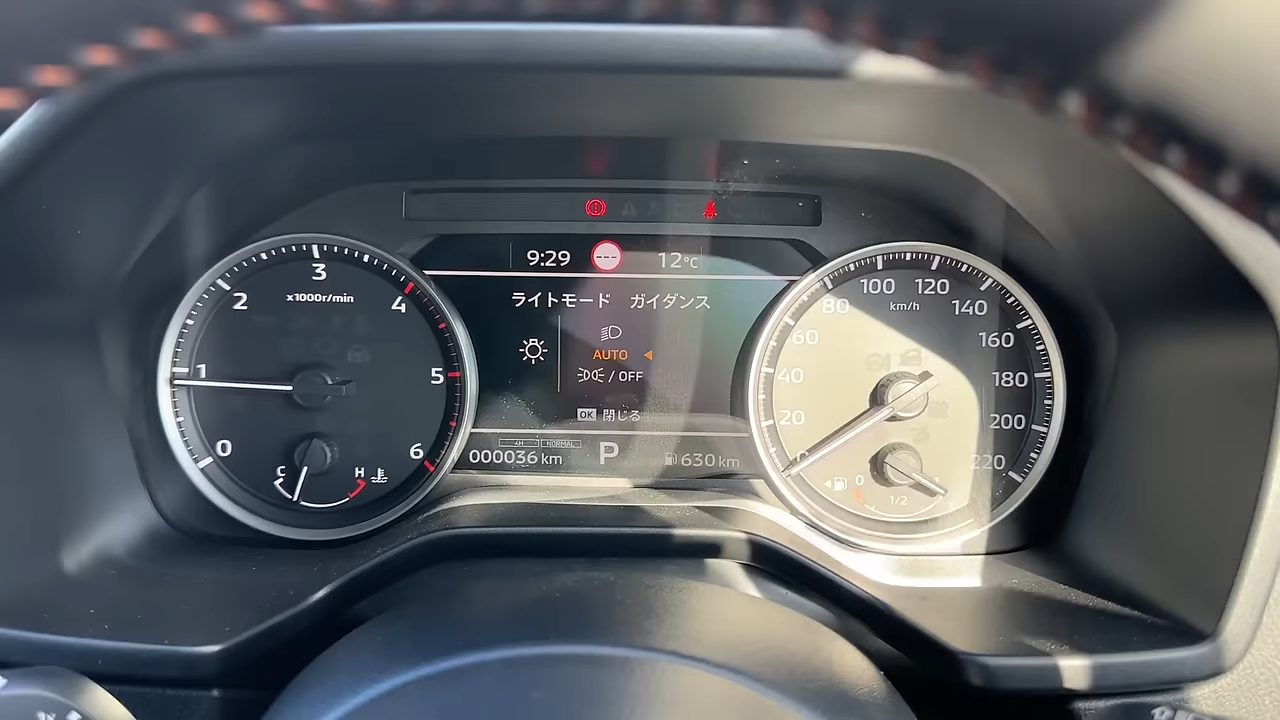 9:29 --- 12°C
ライトモード ガイダンス
AUTO
/ OFF
OK 閉じる
4H NORMAL
000036 km P 630 km
0 1 2 3 4 5 6
x1000r/min
C H
0 20 40 60 80 100 120 140 160 180 200 220
km/h
0 1/2